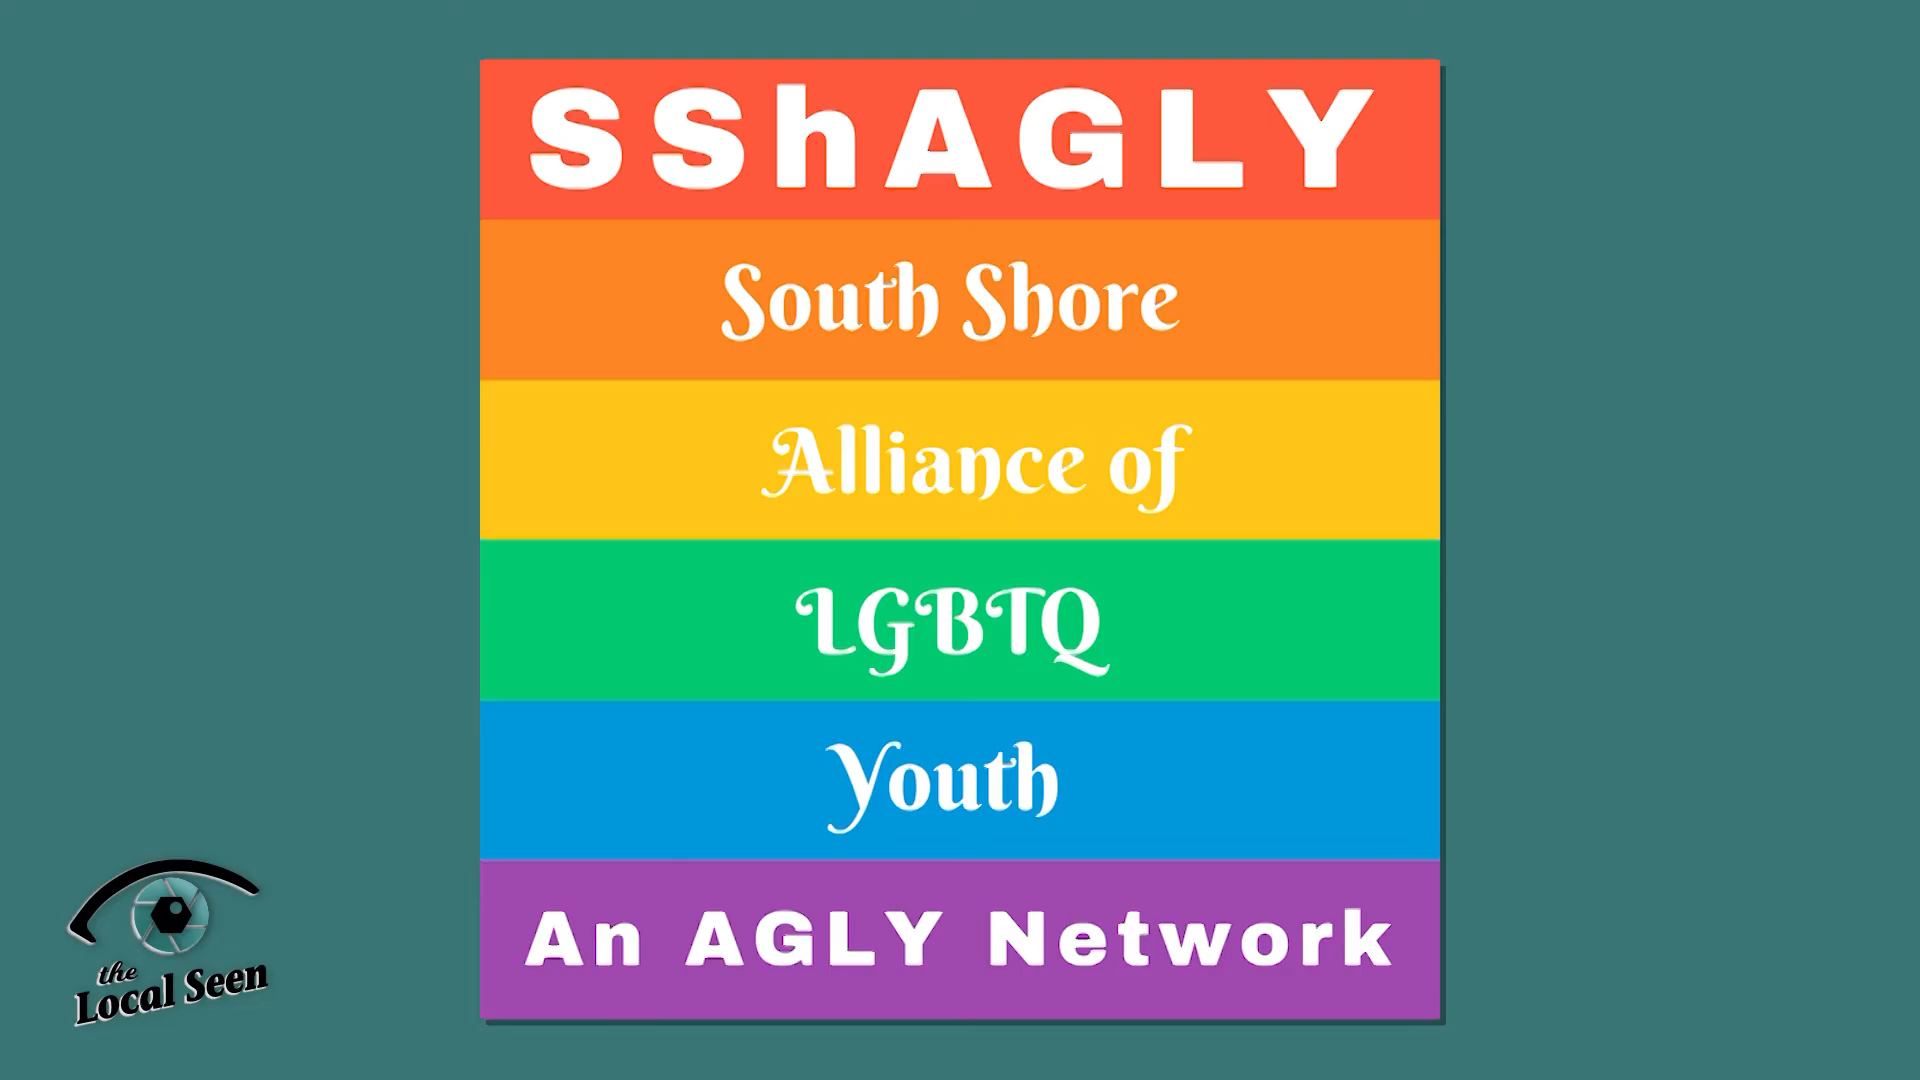 SShAGLY
South Shore
Alliance of
LGBTQ
Youth
An AGLY Network
the
Local Seen